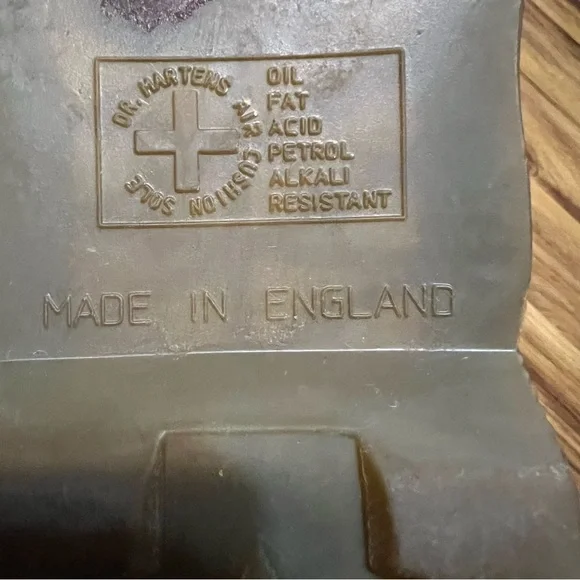 DR. MARTENS AIR CUSHION SOLE
OIL
FAT
ACID
PETROL
ALKALI
RESISTANT
MADE IN ENGLAND